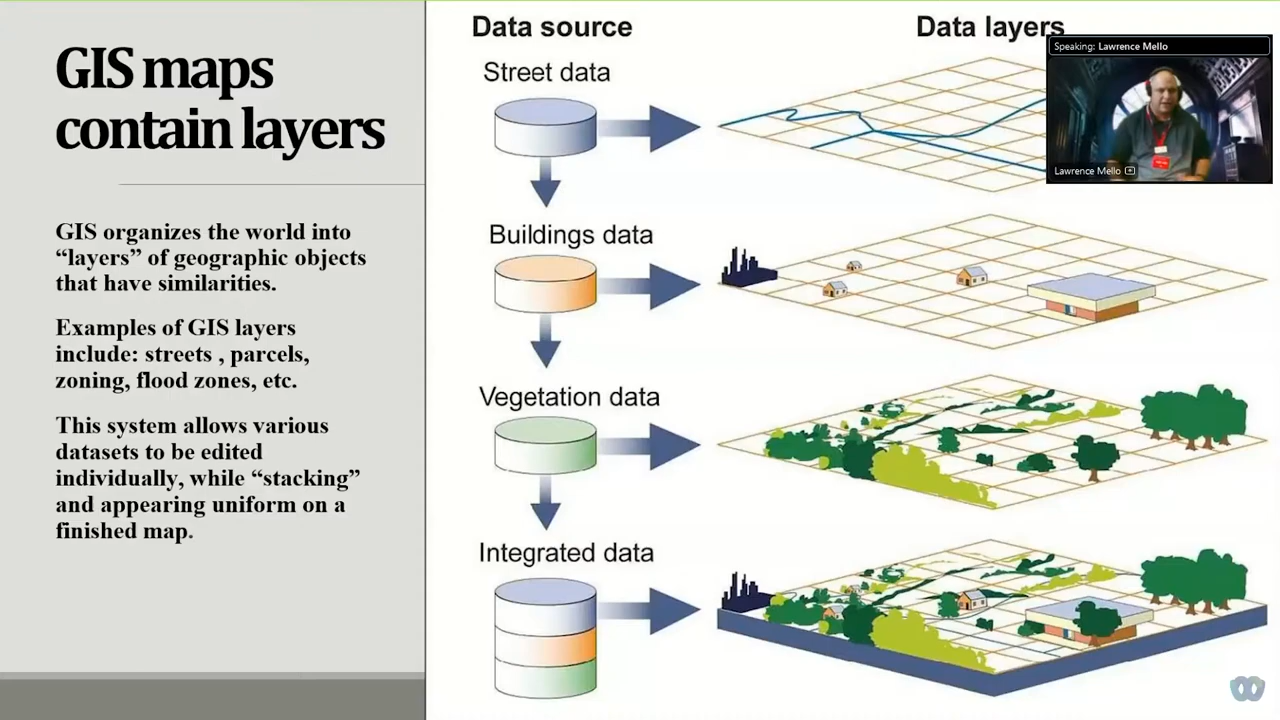 GIS maps
contain layers
GIS organizes the world into
“layers” of geographic objects
that have similarities.
Examples of GIS layers
include: streets , parcels,
zoning, flood zones, etc.
This system allows various
datasets to be edited
individually, while “stacking”
and appearing uniform on a
finished map.
Data source
Data layers
Street data
Buildings data
Vegetation data
Integrated data
Speaking: Lawrence Mello
Lawrence Mello